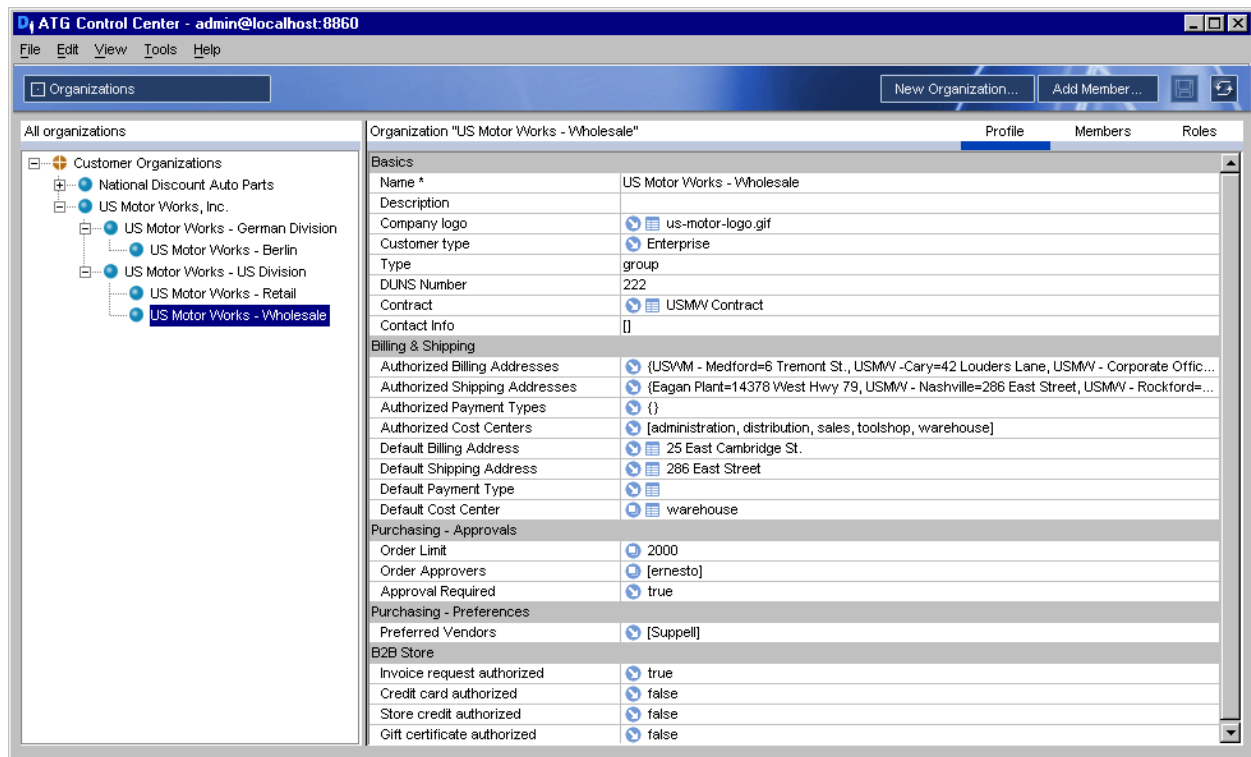 ATG Control Center - admin@localhost:8860
File Edit View Tools Help
Organizations New Organization... Add Member...
All organizations
Customer Organizations
National Discount Auto Parts
US Motor Works, Inc.
US Motor Works - German Division
US Motor Works - Berlin
US Motor Works - US Division
US Motor Works - Retail
US Motor Works - Wholesale
Organization "US Motor Works - Wholesale" Profile Members Roles
Basics
Name * US Motor Works - Wholesale
Description
Company logo us-motor-logo.gif
Customer type Enterprise
Type group
DUNS Number 222
Contract USMW Contract
Contact Info []
Billing & Shipping
Authorized Billing Addresses {USWM - Medford=6 Tremont St., USMW -Cary=42 Louders Lane, USMW - Corporate Offic...
Authorized Shipping Addresses {Eagan Plant=14378 West Hwy 79, USMW - Nashville=286 East Street, USMW - Rockford=...
Authorized Payment Types {}
Authorized Cost Centers [administration, distribution, sales, toolshop, warehouse]
Default Billing Address 25 East Cambridge St.
Default Shipping Address 286 East Street
Default Payment Type
Default Cost Center warehouse
Purchasing - Approvals
Order Limit 2000
Order Approvers [ernesto]
Approval Required true
Purchasing - Preferences
Preferred Vendors [Suppell]
B2B Store
Invoice request authorized true
Credit card authorized false
Store credit authorized false
Gift certificate authorized false